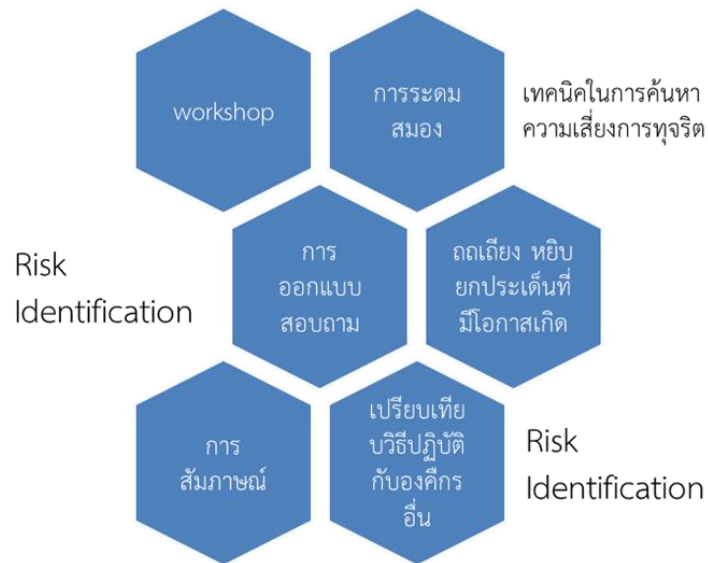 workshop
การระดม
สมอง
เทคนิคในการค้นหา
ความเสี่ยงการทุจริต
Risk
Identification
การ
ออกแบบ
สอบถาม
ถถเถียง หยิบ
ยกประเด็นที่
มีโอกาสเกิด
การ
สัมภาษณ์
เปรียบเทีย
บวิธีปฏิบัติ
กับองค์กร
อื่น
Risk
Identification